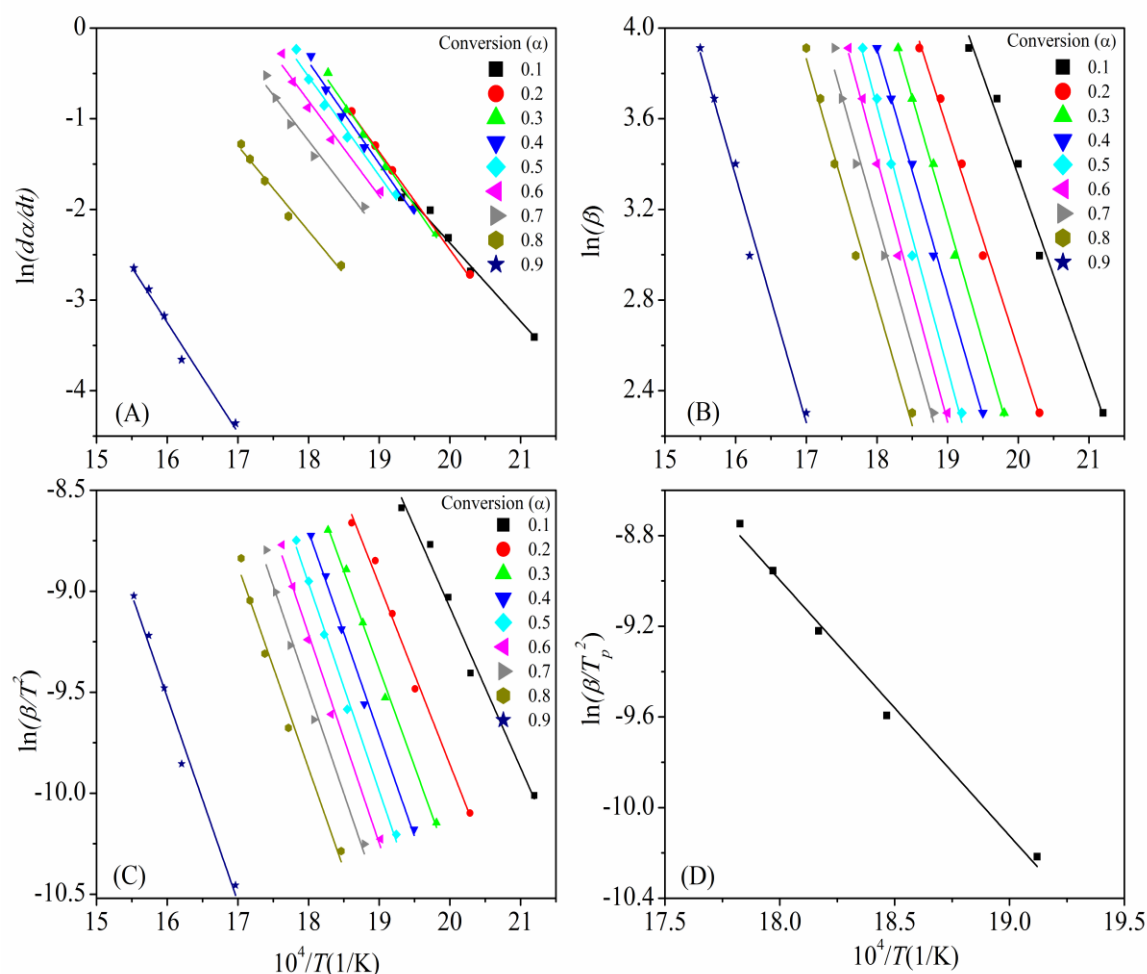 0
-1
-2
-3
-4
ln(dα/dt)
Conversion (α)
0.1
0.2
0.3
0.4
0.5
0.6
0.7
0.8
0.9
(A)
15 16 17 18 19 20 21
4.0
3.6
3.2
2.8
2.4
ln(β)
Conversion (α)
0.1
0.2
0.3
0.4
0.5
0.6
0.7
0.8
0.9
(B)
15 16 17 18 19 20 21
-8.5
-9.0
-9.5
-10.0
-10.5
ln(β/T²)
Conversion (α)
0.1
0.2
0.3
0.4
0.5
0.6
0.7
0.8
0.9
(C)
15 16 17 18 19 20 21
10⁴/T(1/K)
-8.8
-9.2
-9.6
-10.0
-10.4
ln(β/Tₚ²)
(D)
17.5 18.0 18.5 19.0 19.5
10⁴/T(1/K)